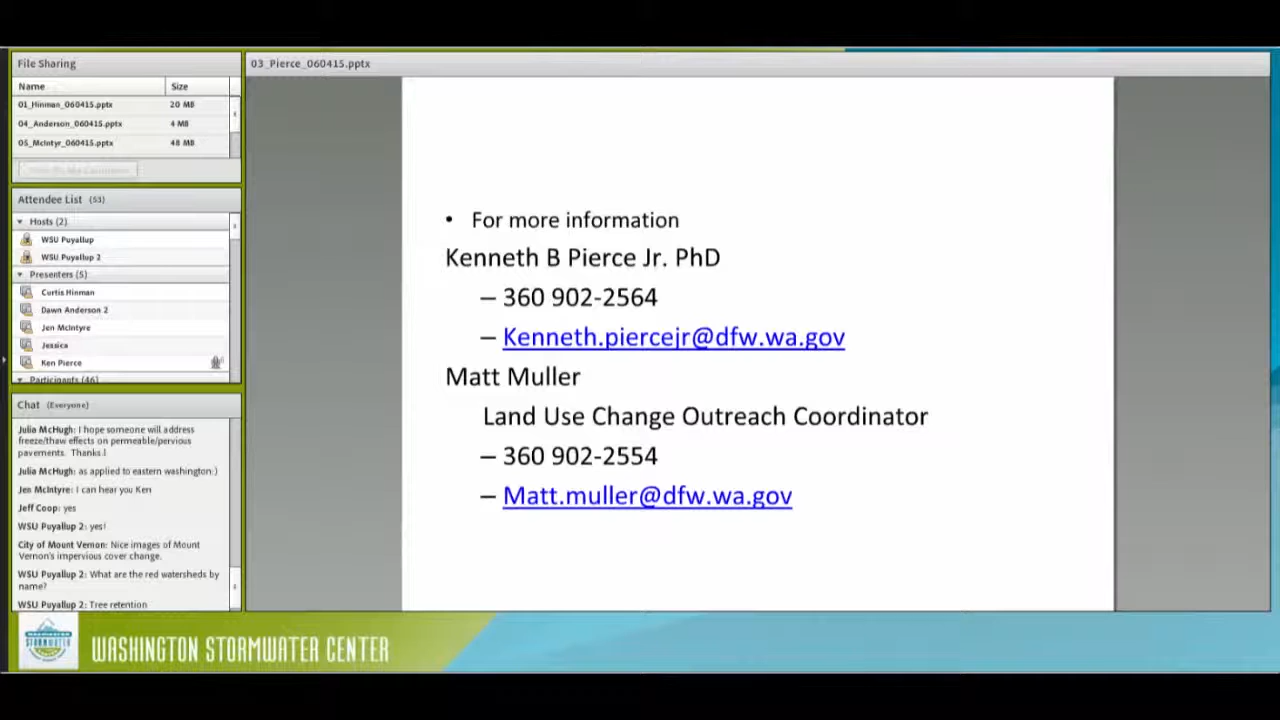 File Sharing
Name Size
01_Hinman_060415.pptx 20 MB
04_Anderson_060415.pptx 4 MB
05_McIntyr_060415.pptx 48 MB
Attendee List (53)
Hosts (2)
WSU Puyallup
WSU Puyallup 2
Presenters (5)
Curtis Hinman
Dawn Anderson 2
Jen McIntyre
Jessica
Ken Pierce
Participants (46)
Chat (Everyone)
Julia McHugh: I hope someone will address
freeze/thaw effects on permeable/pervious
pavements. Thanks!
Julia McHugh: as applied to eastern washington:)
Jen McIntyre: I can hear you Ken
Jeff Coop: yes
WSU Puyallup 2: yes!
City of Mount Vernon: Nice images of Mount
Vernon's impervious cover change.
WSU Puyallup 2: What are the red watersheds by
name?
WSU Puyallup 2: Tree retention
03_Pierce_060415.pptx
• For more information
Kenneth B Pierce Jr. PhD
– 360 902-2564
– Kenneth.piercejr@dfw.wa.gov
Matt Muller
Land Use Change Outreach Coordinator
– 360 902-2554
– Matt.muller@dfw.wa.gov
WASHINGTON STORMWATER CENTER